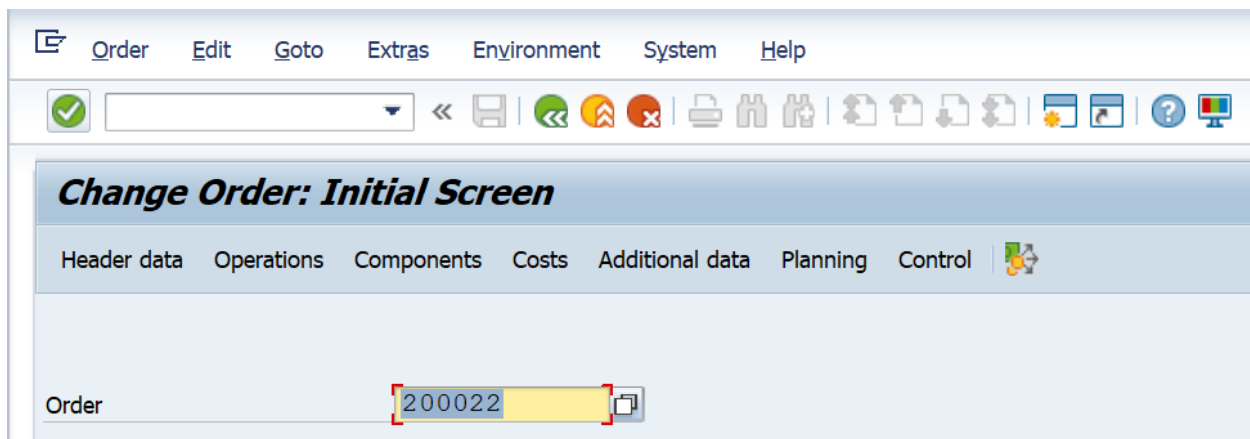 Order Edit Goto Extras Environment System Help
Change Order: Initial Screen
Header data Operations Components Costs Additional data Planning Control
Order 200022